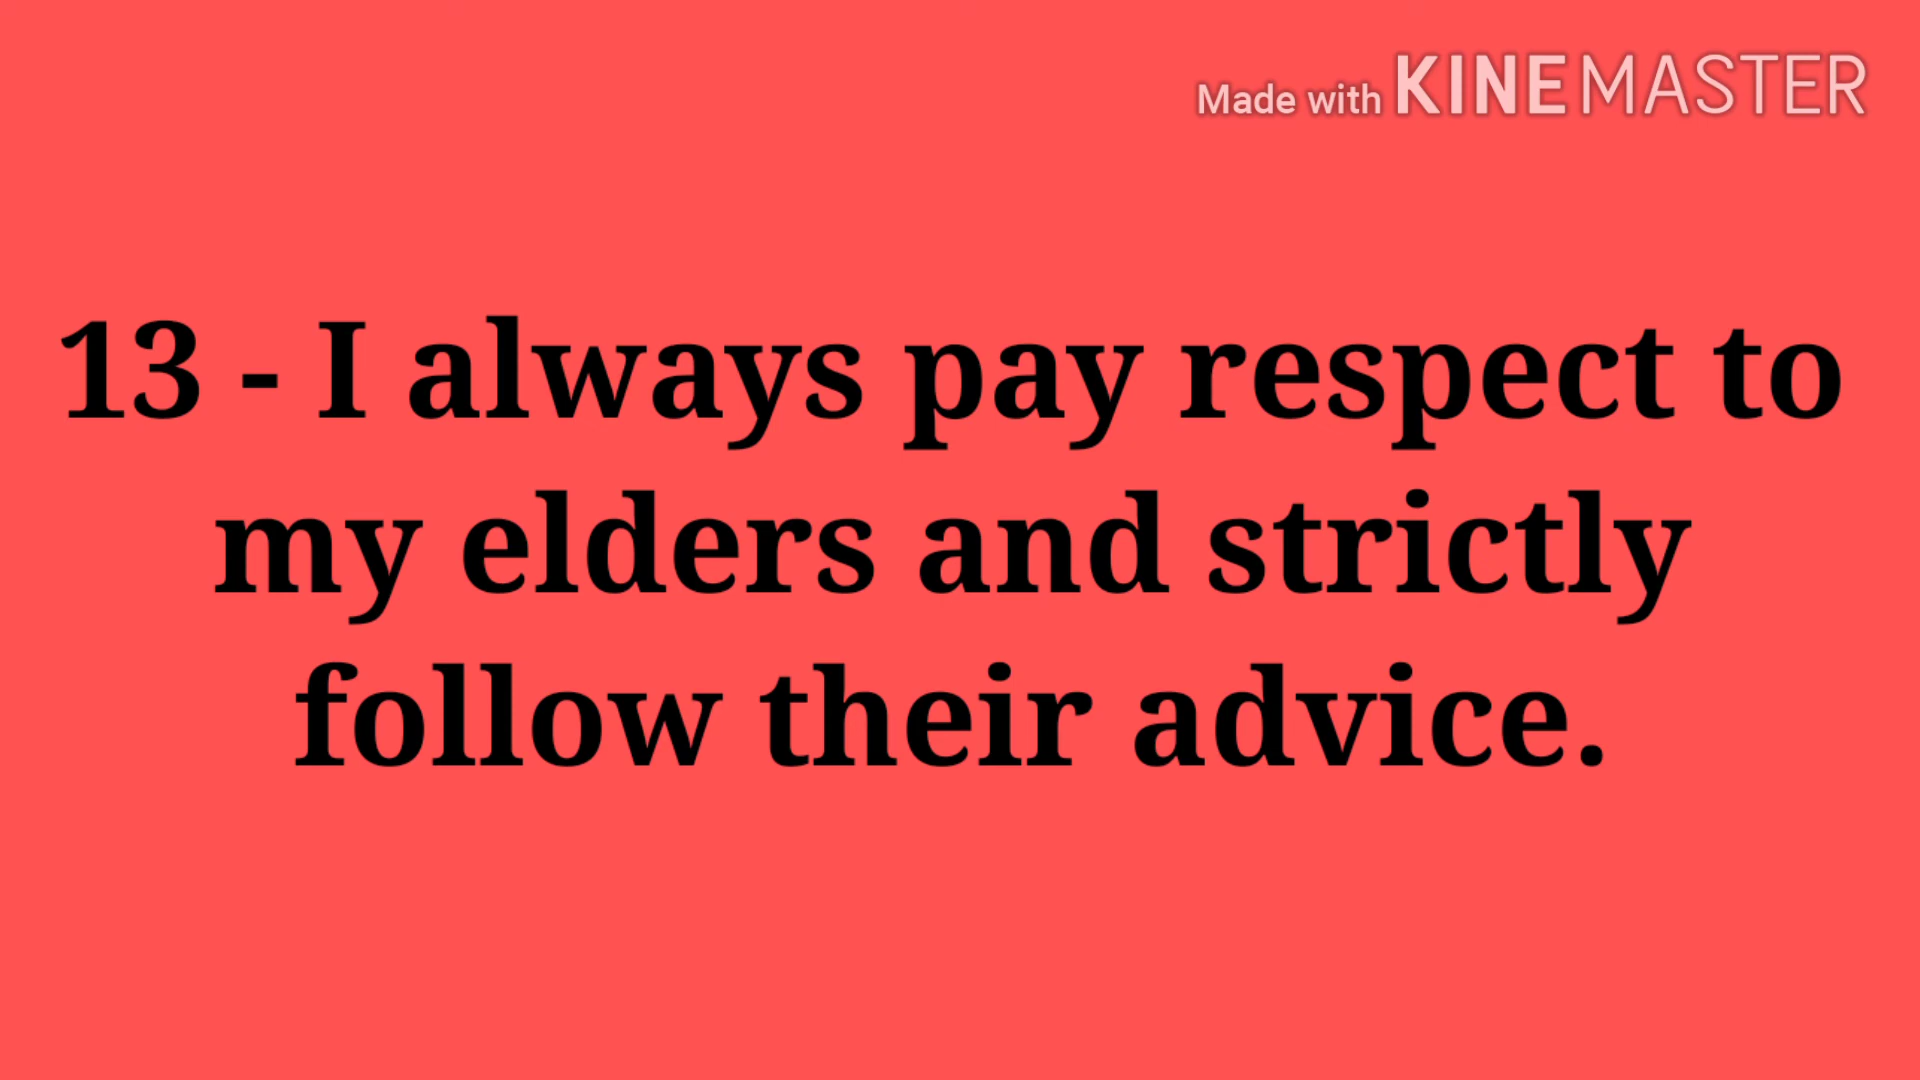 Made with KINEMASTER
13 - I always pay respect to
my elders and strictly
follow their advice.